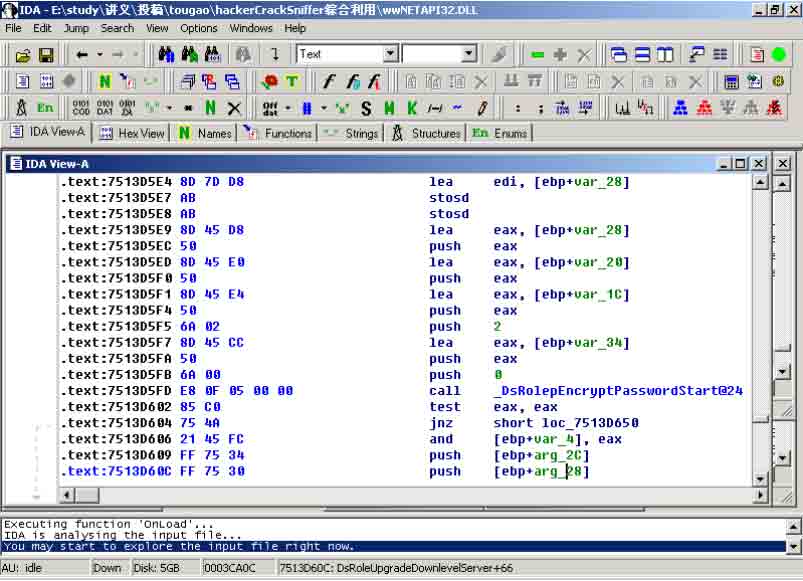 IDA - E:\study\讲义\投稿\tougao\hackerCrackSniffer综合利用\wwNETAPI32.DLL
File Edit Jump Search View Options Windows Help
Text
En 0101 COD 0101 DAT N Off dat S M K
IDA View-A Hex View N Names Functions Strings Structures En Enums
IDA View-A
.text:7513D5E4 8D 7D D8 lea edi, [ebp+var_28]
.text:7513D5E7 AB stosd
.text:7513D5E8 AB stosd
.text:7513D5E9 8D 45 D8 lea eax, [ebp+var_28]
.text:7513D5EC 50 push eax
.text:7513D5ED 8D 45 E0 lea eax, [ebp+var_20]
.text:7513D5F0 50 push eax
.text:7513D5F1 8D 45 E4 lea eax, [ebp+var_1C]
.text:7513D5F4 50 push eax
.text:7513D5F5 6A 02 push 2
.text:7513D5F7 8D 45 CC lea eax, [ebp+var_34]
.text:7513D5FA 50 push eax
.text:7513D5FB 6A 00 push 0
.text:7513D5FD E8 0F 05 00 00 call _DsRolepEncryptPasswordStart@24
.text:7513D602 85 C0 test eax, eax
.text:7513D604 75 4A jnz short loc_7513D650
.text:7513D606 21 45 FC and [ebp+var_4], eax
.text:7513D609 FF 75 34 push [ebp+arg_2C]
.text:7513D60C FF 75 30 push [ebp+arg_28]
Executing function 'OnLoad'...
IDA is analysing the input file...
You may start to explore the input file right now.
AU: idle Down Disk: 5GB 0003CA0C 7513D60C: DsRoleUpgradeDownlevelServer+66